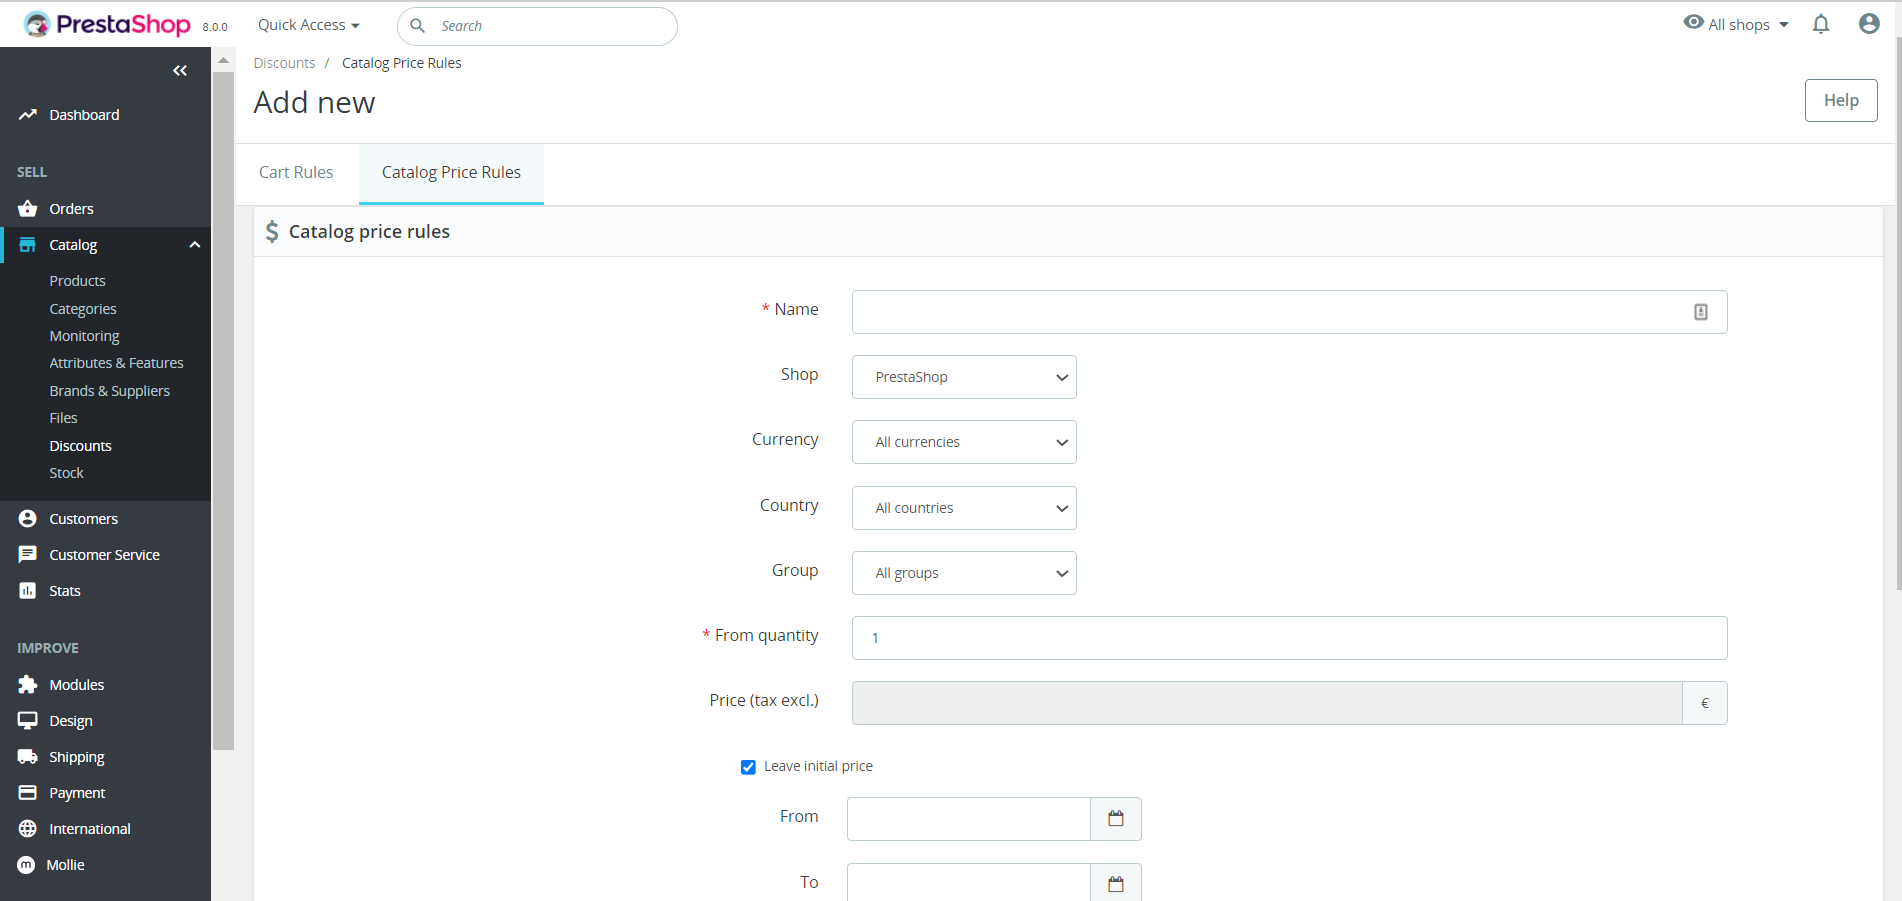 PrestaShop 8.0.0 Quick Access Search All shops
Discounts / Catalog Price Rules
Add new
Help
Cart Rules Catalog Price Rules
Dashboard
SELL
Orders
Catalog
Products
Categories
Monitoring
Attributes & Features
Brands & Suppliers
Files
Discounts
Stock
Customers
Customer Service
Stats
IMPROVE
Modules
Design
Shipping
Payment
International
Mollie
$ Catalog price rules
* Name
Shop PrestaShop
Currency All currencies
Country All countries
Group All groups
* From quantity 1
Price (tax excl.) €
Leave initial price
From
To